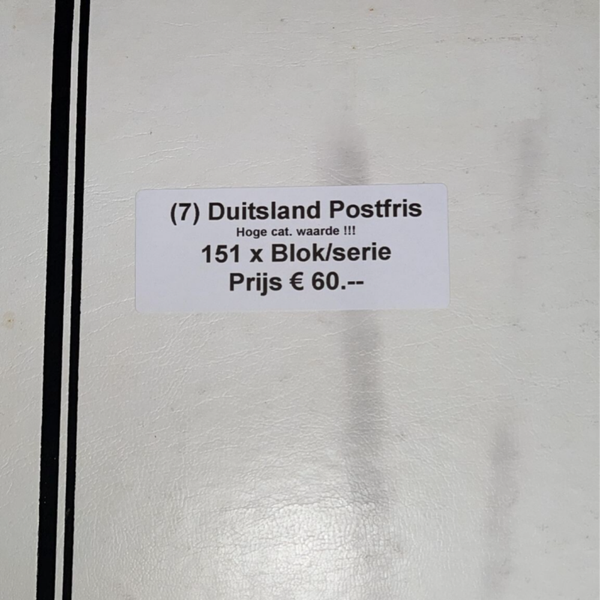 (7) Duitsland Postfris
Hoge cat. waarde !!!
151 x Blok/serie
Prijs € 60.--